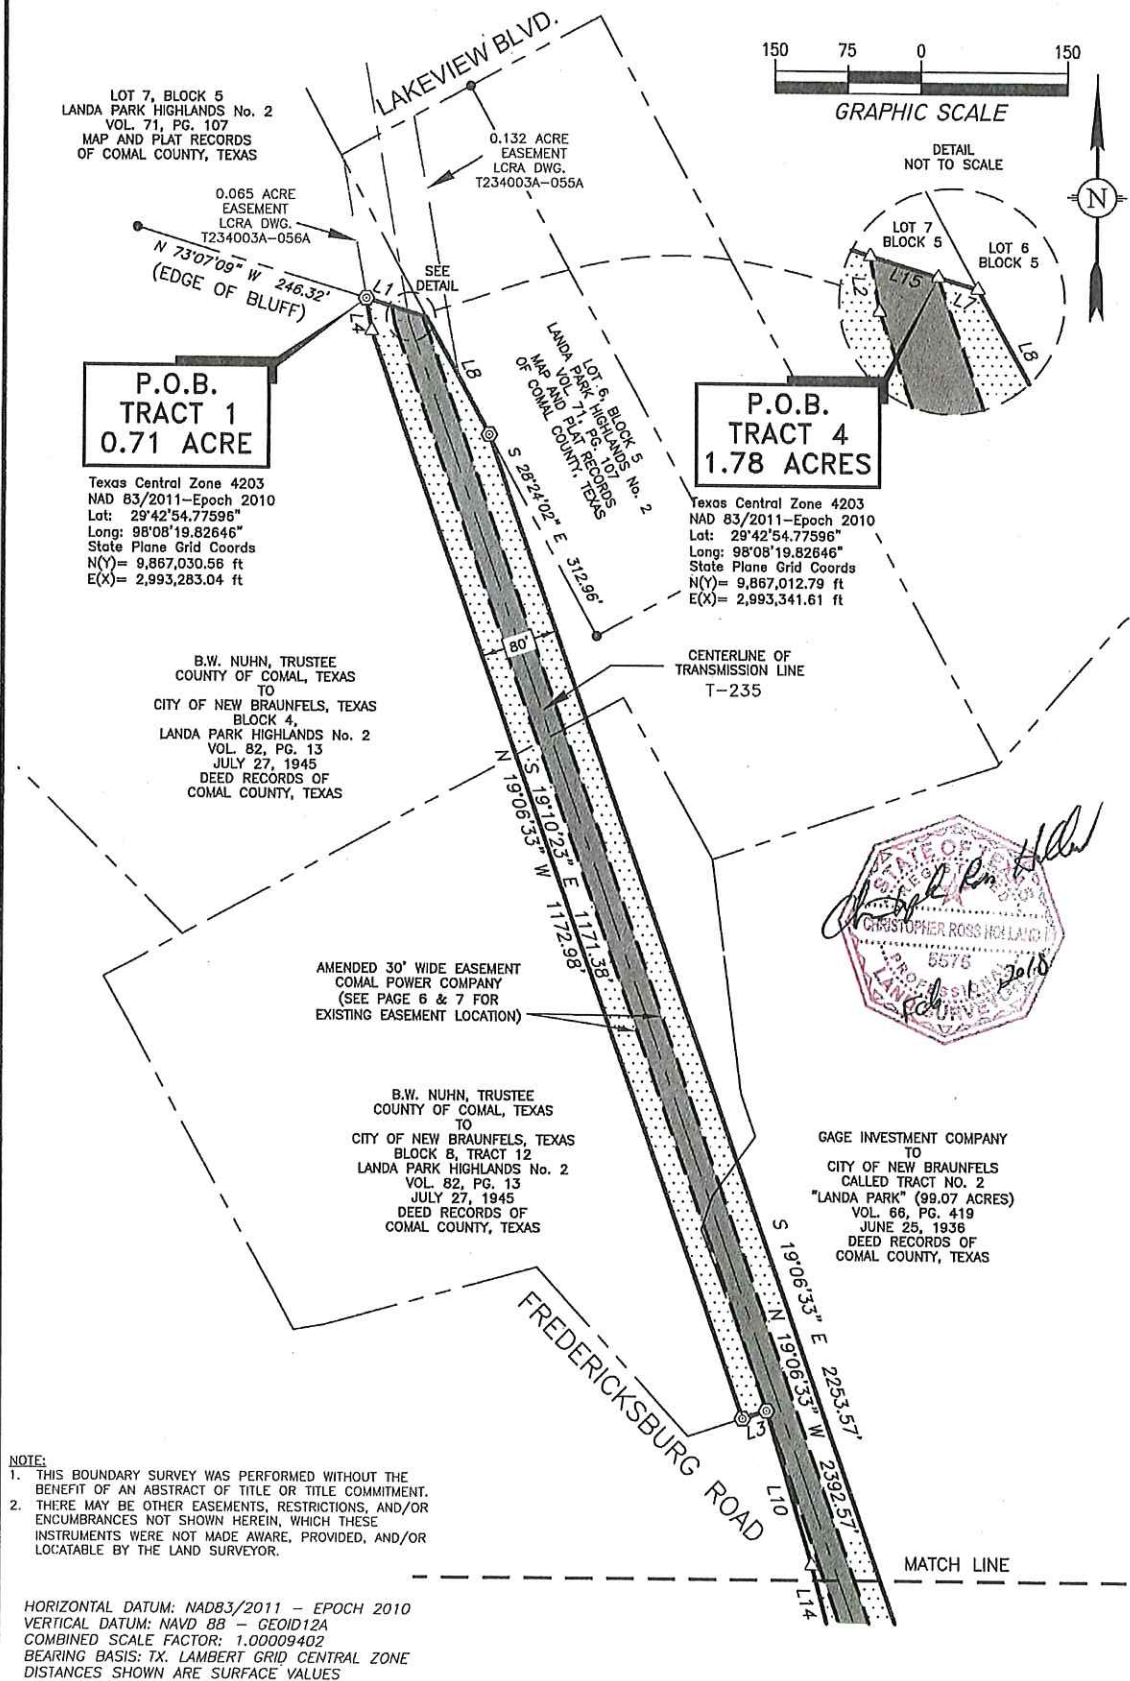 LAKEVIEW BLVD.
150 75 0 150
GRAPHIC SCALE
LOT 7, BLOCK 5
LANDA PARK HIGHLANDS No. 2
VOL. 71, PG. 107
MAP AND PLAT RECORDS
OF COMAL COUNTY, TEXAS
0.132 ACRE
EASEMENT
LCRA DWG.
T234003A-055A
DETAIL
NOT TO SCALE
N
0.065 ACRE
EASEMENT
LCRA DWG.
T234003A-056A
LOT 7
BLOCK 5
LOT 6
BLOCK 5
L2
L15
L7
L8
N 73°07'09" W 246.32'
(EDGE OF BLUFF)
L1
SEE
DETAIL
L4
L8
LOT 6, BLOCK 5
LANDA PARK HIGHLANDS No. 2
VOL. 71, PG. 107
MAP AND PLAT RECORDS
OF COMAL COUNTY, TEXAS
P.O.B.
TRACT 1
0.71 ACRE
P.O.B.
TRACT 4
1.78 ACRES
Texas Central Zone 4203
NAD 83/2011-Epoch 2010
Lat: 29°42'54.77596"
Long: 98°08'19.82646"
State Plane Grid Coords
N(Y)= 9,867,030.56 ft
E(X)= 2,993,283.04 ft
S 28°24'02" E 312.96'
Texas Central Zone 4203
NAD 83/2011-Epoch 2010
Lat: 29°42'54.77596"
Long: 98°08'19.82646"
State Plane Grid Coords
N(Y)= 9,867,012.79 ft
E(X)= 2,993,341.61 ft
80'
CENTERLINE OF
TRANSMISSION LINE
T-235
B.W. NUHN, TRUSTEE
COUNTY OF COMAL, TEXAS
TO
CITY OF NEW BRAUNFELS, TEXAS
BLOCK 4,
LANDA PARK HIGHLANDS No. 2
VOL. 82, PG. 13
JULY 27, 1945
DEED RECORDS OF
COMAL COUNTY, TEXAS
S 19°10'23" E 1171.38'
N 19°06'33" W 1172.98'
STATE OF TEXAS
REGISTERED
CHRISTOPHER ROSS HOLLAND
5575
PROFESSIONAL
LAND SURVEYOR
Christopher Ross Holland
Feb. 1, 2018
AMENDED 30' WIDE EASEMENT
COMAL POWER COMPANY
(SEE PAGE 6 & 7 FOR
EXISTING EASEMENT LOCATION)
B.W. NUHN, TRUSTEE
COUNTY OF COMAL, TEXAS
TO
CITY OF NEW BRAUNFELS, TEXAS
BLOCK 8, TRACT 12
LANDA PARK HIGHLANDS No. 2
VOL. 82, PG. 13
JULY 27, 1945
DEED RECORDS OF
COMAL COUNTY, TEXAS
GAGE INVESTMENT COMPANY
TO
CITY OF NEW BRAUNFELS
CALLED TRACT NO. 2
"LANDA PARK" (99.07 ACRES)
VOL. 66, PG. 419
JUNE 25, 1936
DEED RECORDS OF
COMAL COUNTY, TEXAS
S 19°06'33" E 2253.57'
N 19°06'33" W 2392.57'
FREDERICKSBURG ROAD
L3
L10
L14
MATCH LINE
NOTE:
1. THIS BOUNDARY SURVEY WAS PERFORMED WITHOUT THE
BENEFIT OF AN ABSTRACT OF TITLE OR TITLE COMMITMENT.
2. THERE MAY BE OTHER EASEMENTS, RESTRICTIONS, AND/OR
ENCUMBRANCES NOT SHOWN HEREIN, WHICH THESE
INSTRUMENTS WERE NOT MADE AWARE, PROVIDED, AND/OR
LOCATABLE BY THE LAND SURVEYOR.
HORIZONTAL DATUM: NAD83/2011 - EPOCH 2010
VERTICAL DATUM: NAVD 88 - GEOID12A
COMBINED SCALE FACTOR: 1.00009402
BEARING BASIS: TX. LAMBERT GRID CENTRAL ZONE
DISTANCES SHOWN ARE SURFACE VALUES